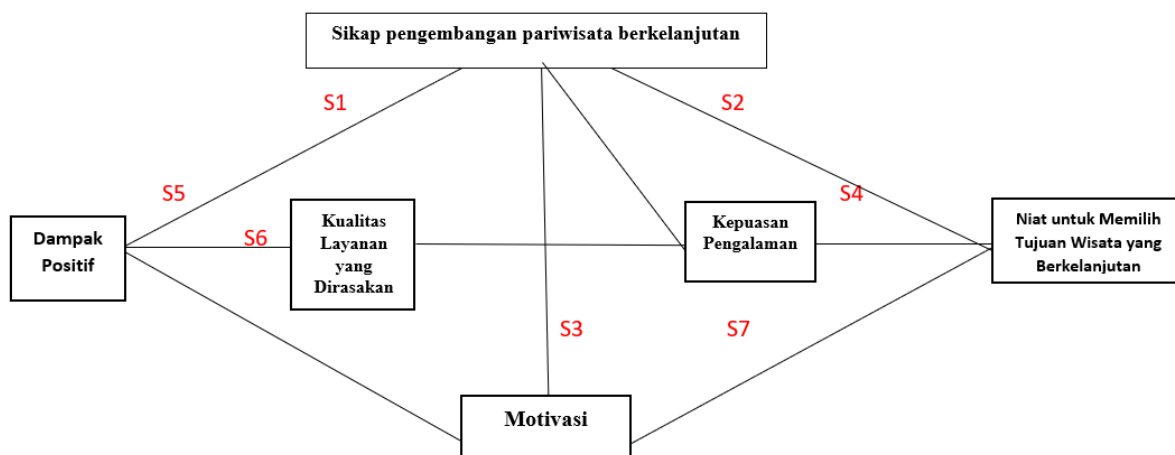 Sikap pengembangan pariwisata berkelanjutan
S1
S2
S5
S4
Dampak
Positif
S6
Kualitas
Layanan
yang
Dirasakan
Kepuasan
Pengalaman
Niat untuk Memilih
Tujuan Wisata yang
Berkelanjutan
S3
S7
Motivasi